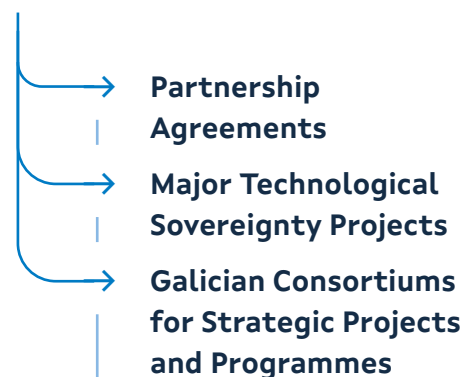 Partnership
Agreements
Major Technological
Sovereignty Projects
Galician Consortiums
for Strategic Projects
and Programmes